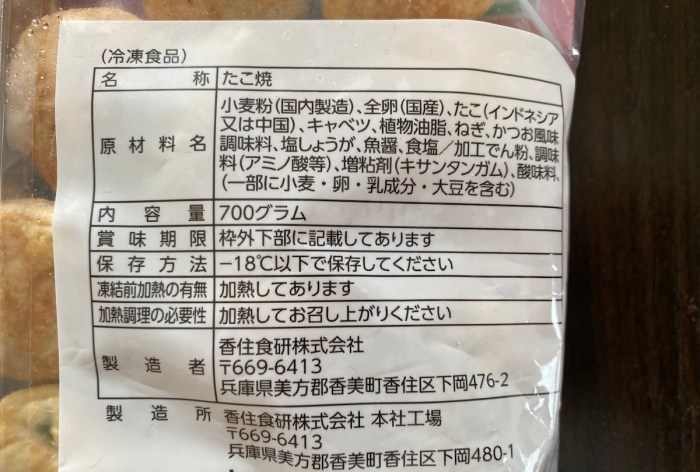 (冷凍食品)
名称 たこ焼
原材料名 小麦粉(国内製造)、全卵(国産)、たこ(インドネシア
又は中国)、キャベツ、植物油脂、ねぎ、かつお風味
調味料、塩しょうが、魚醤、食塩/加工でん粉、調味
料(アミノ酸等)、増粘剤(キサンタンガム)、酸味料、
(一部に小麦・卵・乳成分・大豆を含む)
内容量 700グラム
賞味期限 枠外下部に記載してあります
保存方法 −18℃以下で保存してください
凍結前加熱の有無 加熱してあります
加熱調理の必要性 加熱してお召し上がりください
製造者 香住食研株式会社
〒669-6413
兵庫県美方郡香美町香住区下岡476-2
製造所 香住食研株式会社 本社工場
〒669-6413
兵庫県美方郡香美町香住区下岡480-1